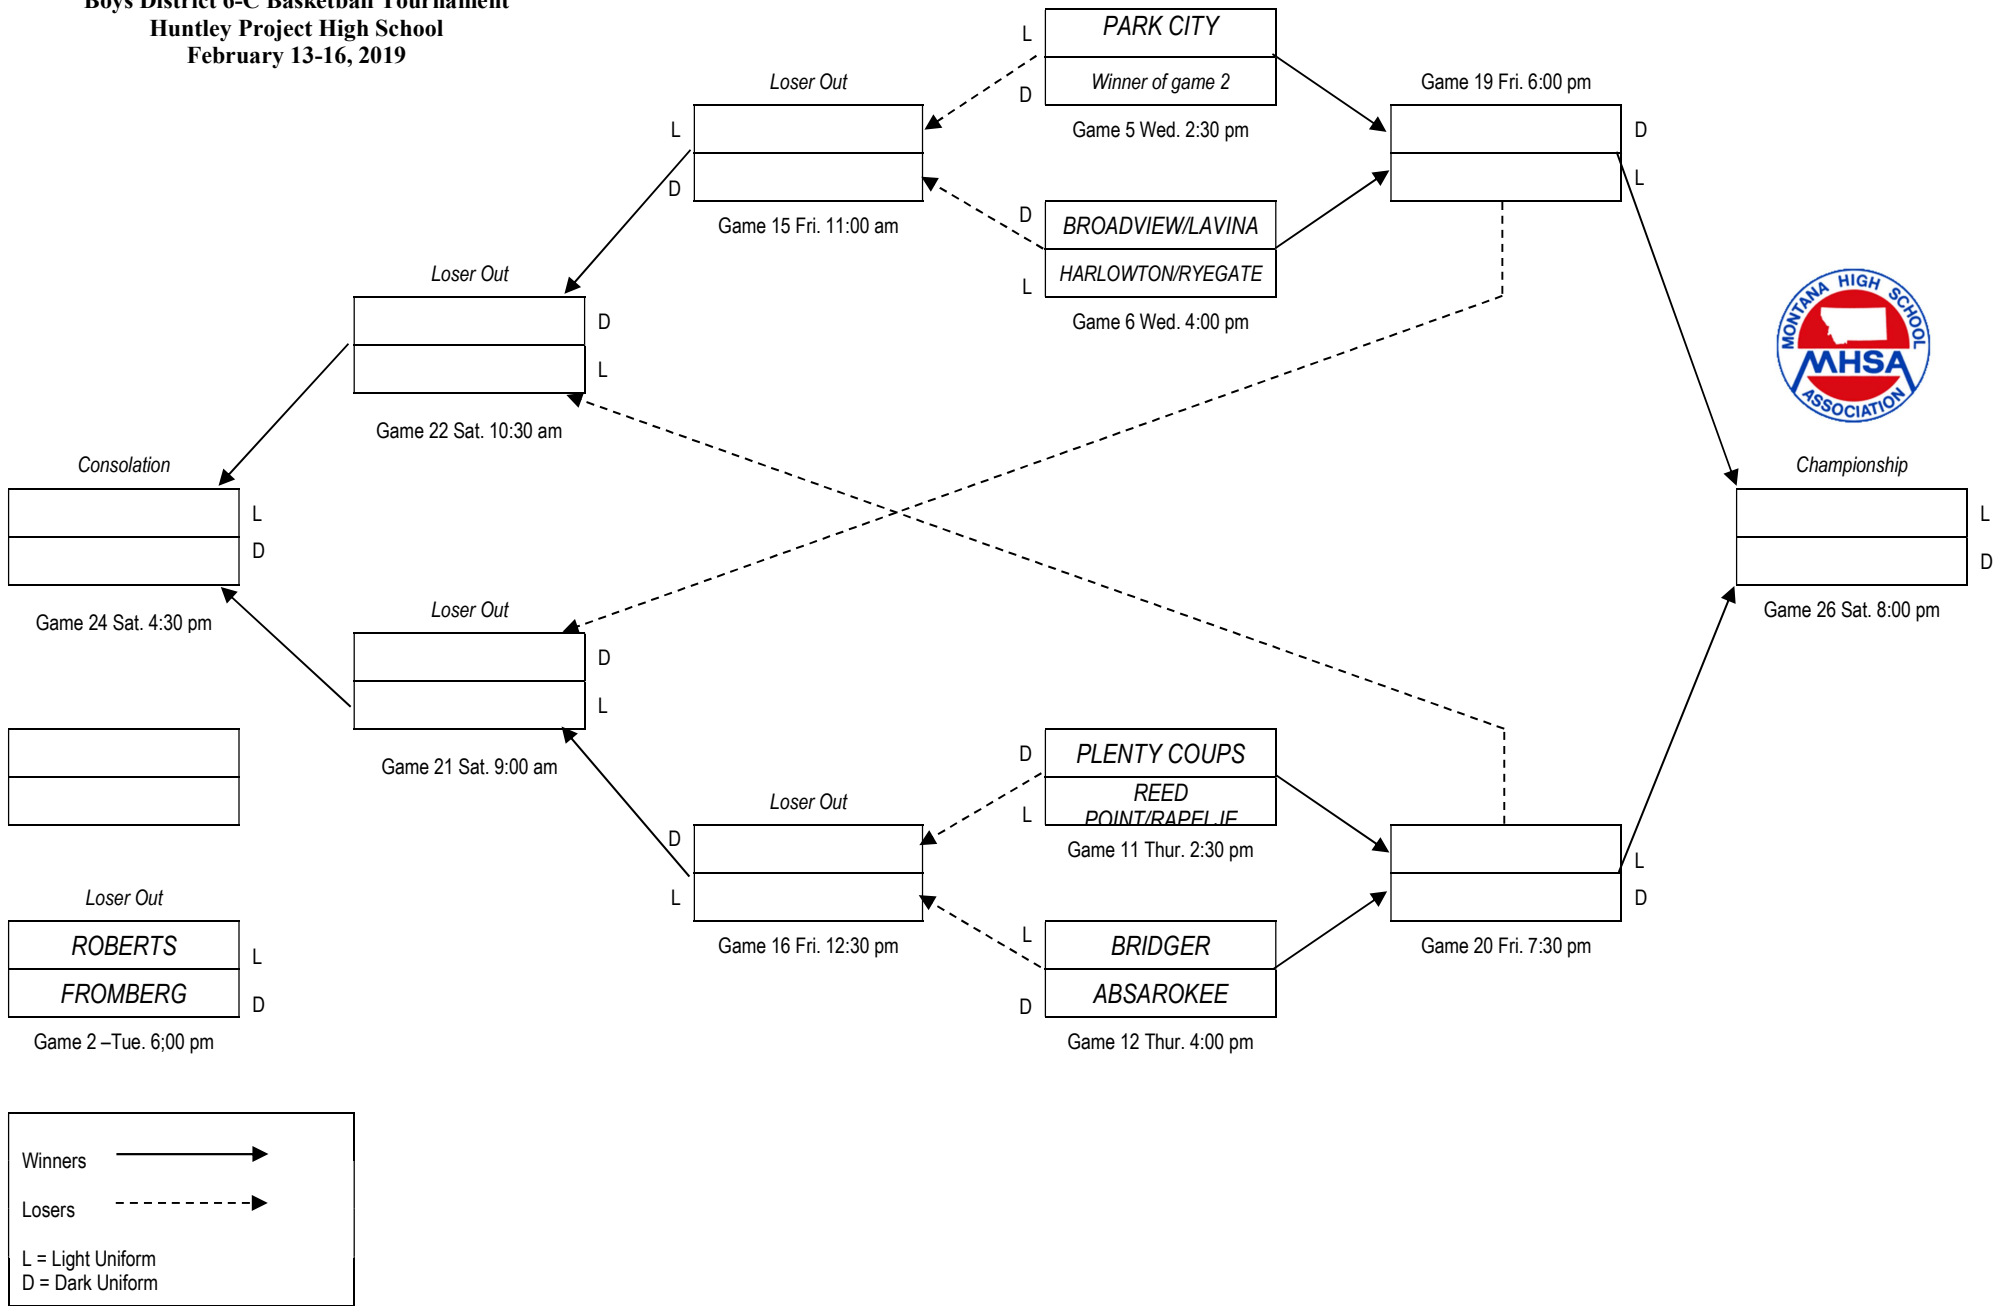 Boys District 6-C Basketball Tournament
Huntley Project High School
February 13-16, 2019
L
PARK CITY
D
Winner of game 2
Game 5 Wed. 2:30 pm
Loser Out
L
D
Game 15 Fri. 11:00 am
Game 19 Fri. 6:00 pm
D
L
D
BROADVIEW/LAVINA
L
HARLOWTON/RYEGATE
Game 6 Wed. 4:00 pm
Loser Out
D
L
Game 22 Sat. 10:30 am
MONTANA HIGH SCHOOL
MHSA
ASSOCIATION
Consolation
L
D
Game 24 Sat. 4:30 pm
Championship
L
D
Game 26 Sat. 8:00 pm
Loser Out
D
L
Game 21 Sat. 9:00 am
D
PLENTY COUPS
L
REED
POINT/RAPELJE
Game 11 Thur. 2:30 pm
Loser Out
D
L
Game 16 Fri. 12:30 pm
L
D
Game 20 Fri. 7:30 pm
L
BRIDGER
D
ABSAROKEE
Game 12 Thur. 4:00 pm
Loser Out
ROBERTS
L
FROMBERG
D
Game 2 –Tue. 6;00 pm
Winners
Losers
L = Light Uniform
D = Dark Uniform